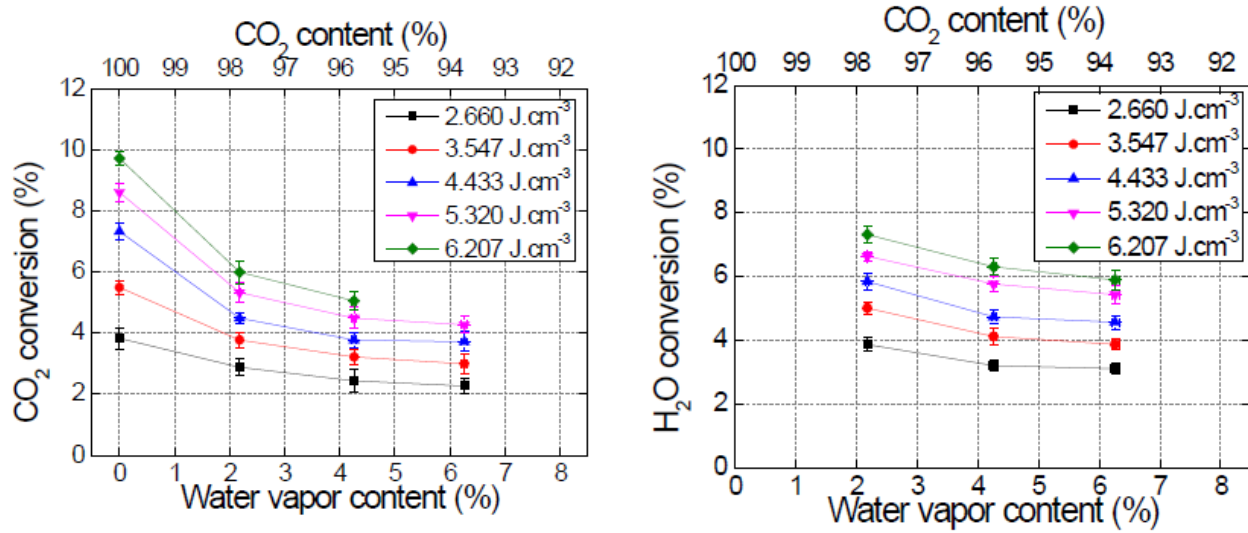 CO2 content (%)
100 99 98 97 96 95 94 93 92
12
10
8
6
4
2
0
CO2 conversion (%)
2.660 J.cm-3
3.547 J.cm-3
4.433 J.cm-3
5.320 J.cm-3
6.207 J.cm-3
0 1 2 3 4 5 6 7 8
Water vapor content (%)
CO2 content (%)
100 99 98 97 96 95 94 93 92
12
10
8
6
4
2
0
H2O conversion (%)
2.660 J.cm-3
3.547 J.cm-3
4.433 J.cm-3
5.320 J.cm-3
6.207 J.cm-3
0 1 2 3 4 5 6 7 8
Water vapor content (%)